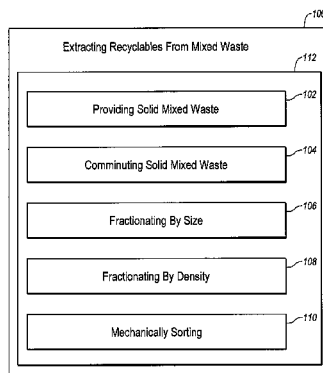 100
Extracting Recyclables From Mixed Waste
112
102
Providing Solid Mixed Waste
104
Comminuting Solid Mixed Waste
106
Fractionating By Size
108
Fractionating By Density
110
Mechanically Sorting